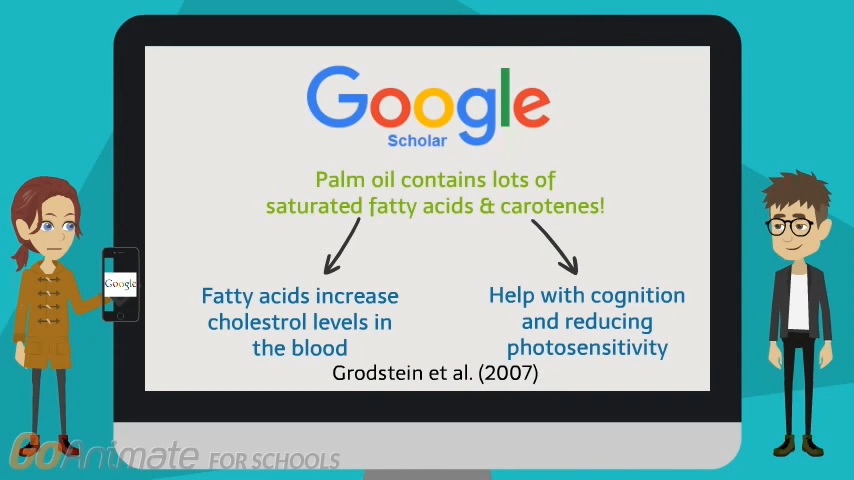 Google
Scholar
Palm oil contains lots of
saturated fatty acids & carotenes!
Fatty acids increase
cholestrol levels in
the blood
Help with cognition
and reducing
photosensitivity
Grodstein et al. (2007)
Google
GoAnimate FOR SCHOOLS